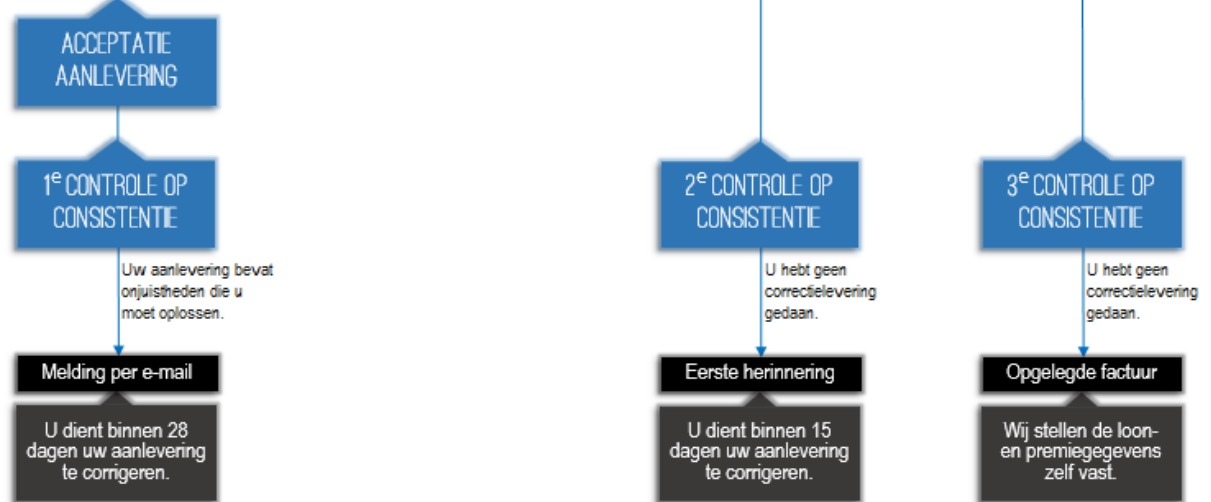 ACCEPTATIE
AANLEVERING
1e CONTROLE OP
CONSISTENTIE
Uw aanlevering bevat
onjuistheden die u
moet oplossen.
Melding per e-mail
U dient binnen 28
dagen uw aanlevering
te corrigeren.
2e CONTROLE OP
CONSISTENTIE
U hebt geen
correctielevering
gedaan.
Eerste herinnering
U dient binnen 15
dagen uw aanlevering
te corrigeren.
3e CONTROLE OP
CONSISTENTIE
U hebt geen
correctielevering
gedaan.
Opgelegde factuur
Wij stellen de loon-
en premiegegevens
zelf vast.